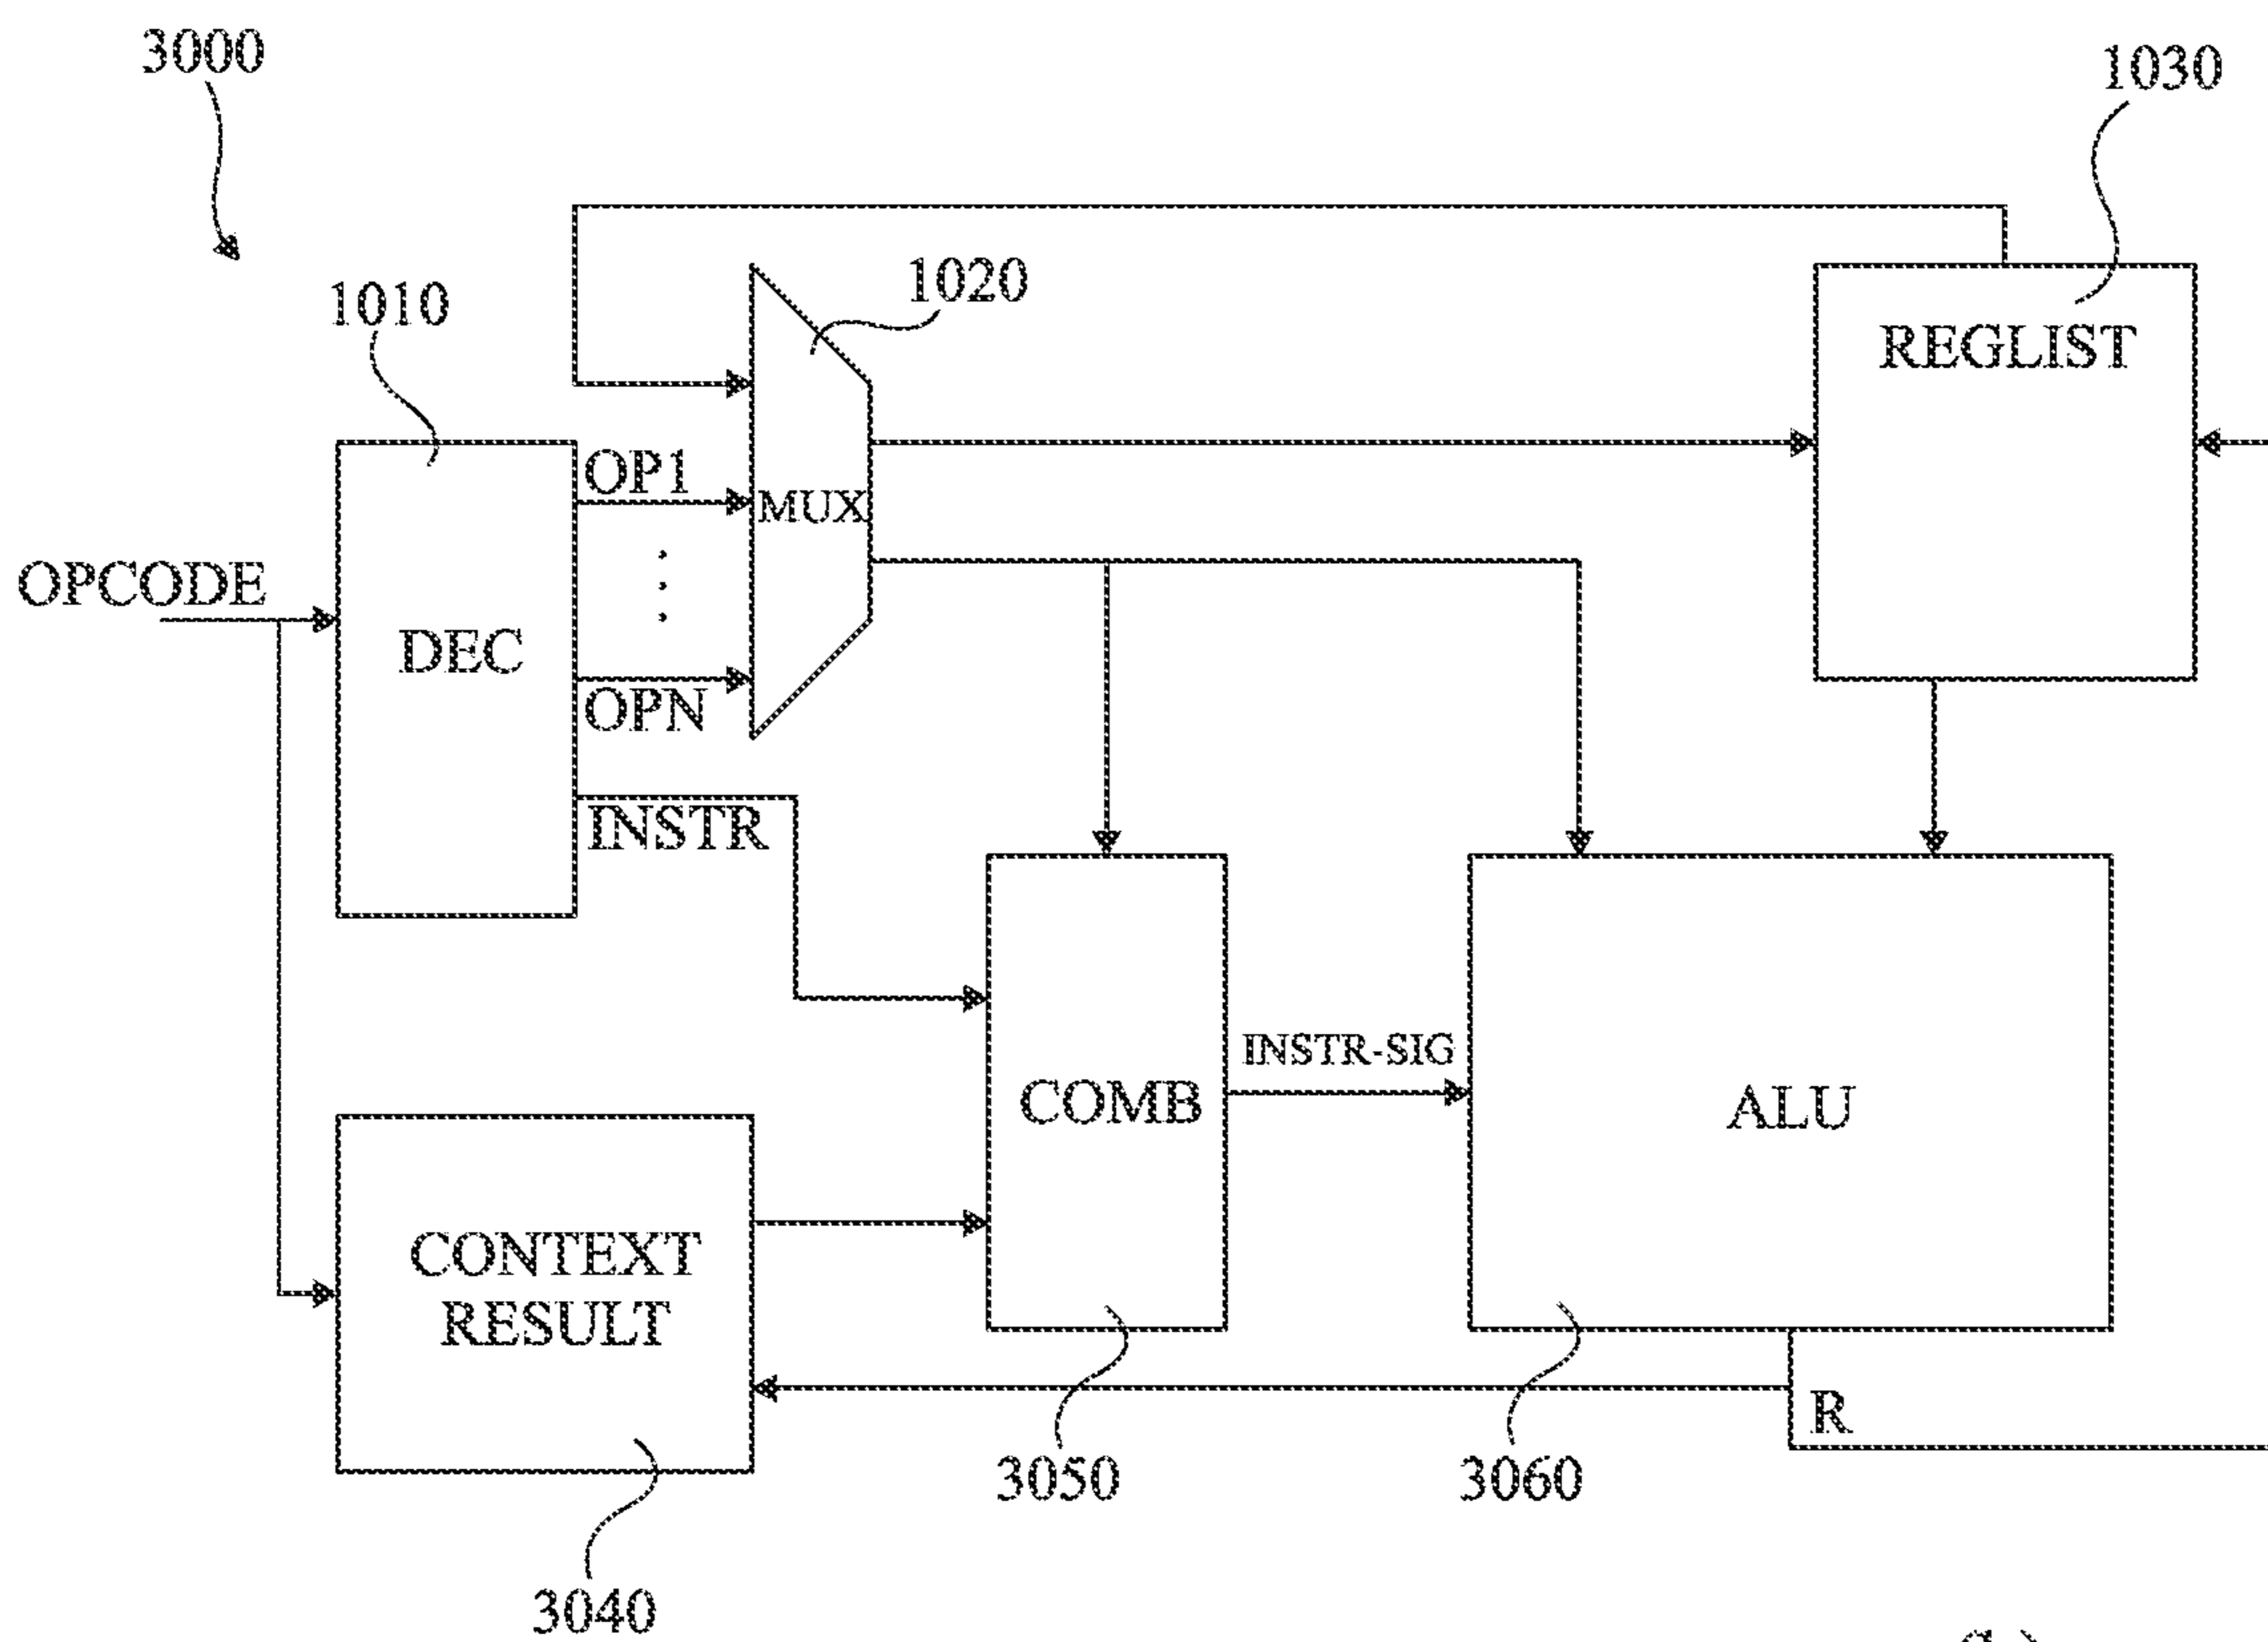 3000
1030
1010
1020
REGLIST
OP1
MUX
OPCODE
DEC
OPN
INSTR
INSTR-SIG
COMB
ALU
CONTEXT
RESULT
R
3050
3060
3040